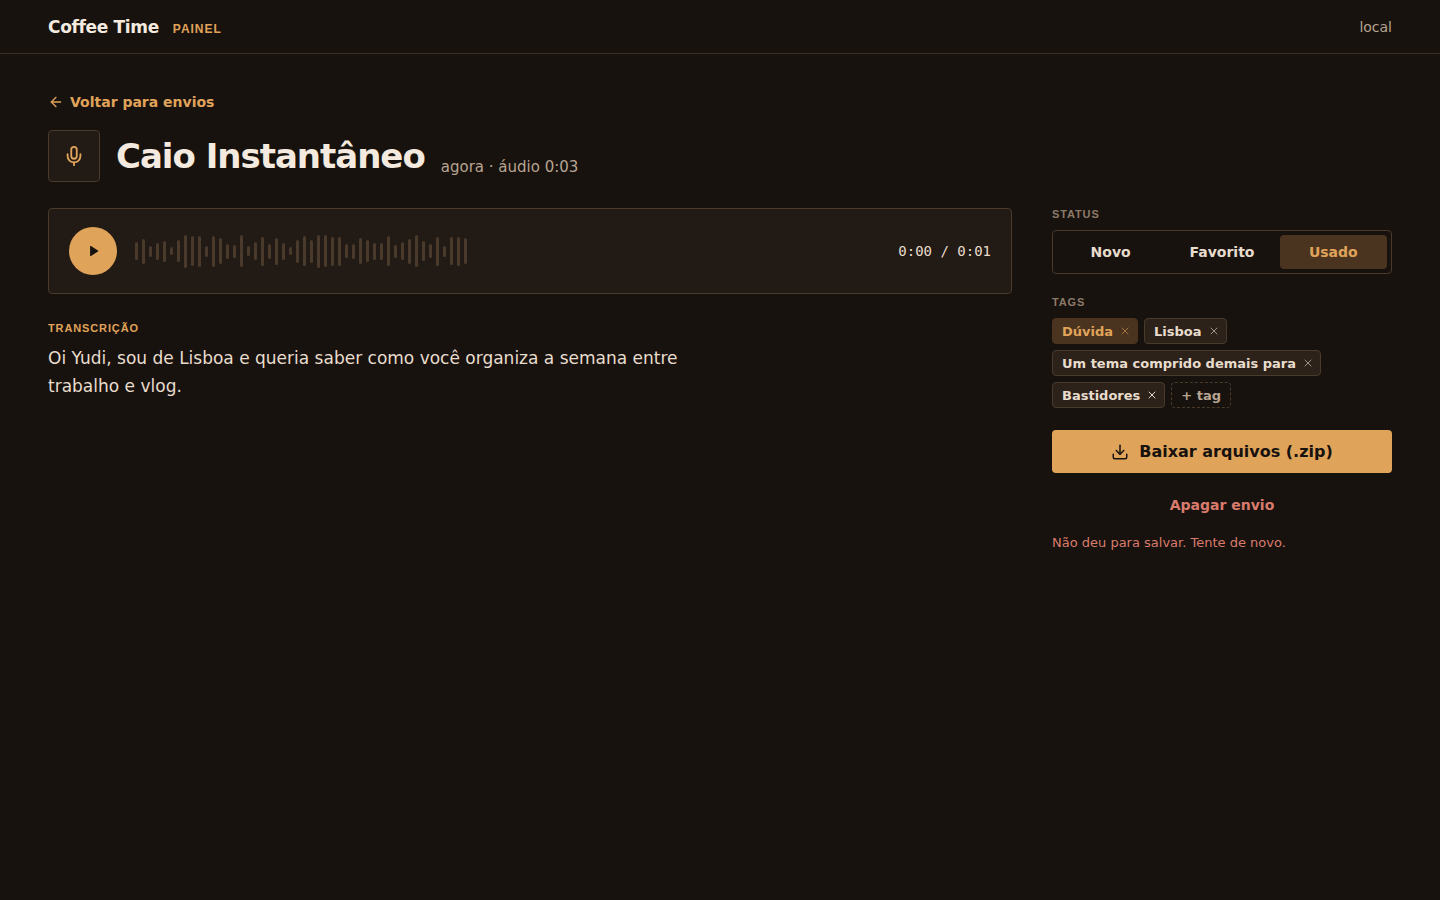 Coffee Time PAINEL
local
Voltar para envios
Caio Instantâneo agora · áudio 0:03
0:00 / 0:01
TRANSCRIÇÃO
Oi Yudi, sou de Lisboa e queria saber como você organiza a semana entre
trabalho e vlog.
STATUS
Novo Favorito Usado
TAGS
Dúvida × Lisboa ×
Um tema comprido demais para ×
Bastidores × + tag
Baixar arquivos (.zip)
Apagar envio
Não deu para salvar. Tente de novo.